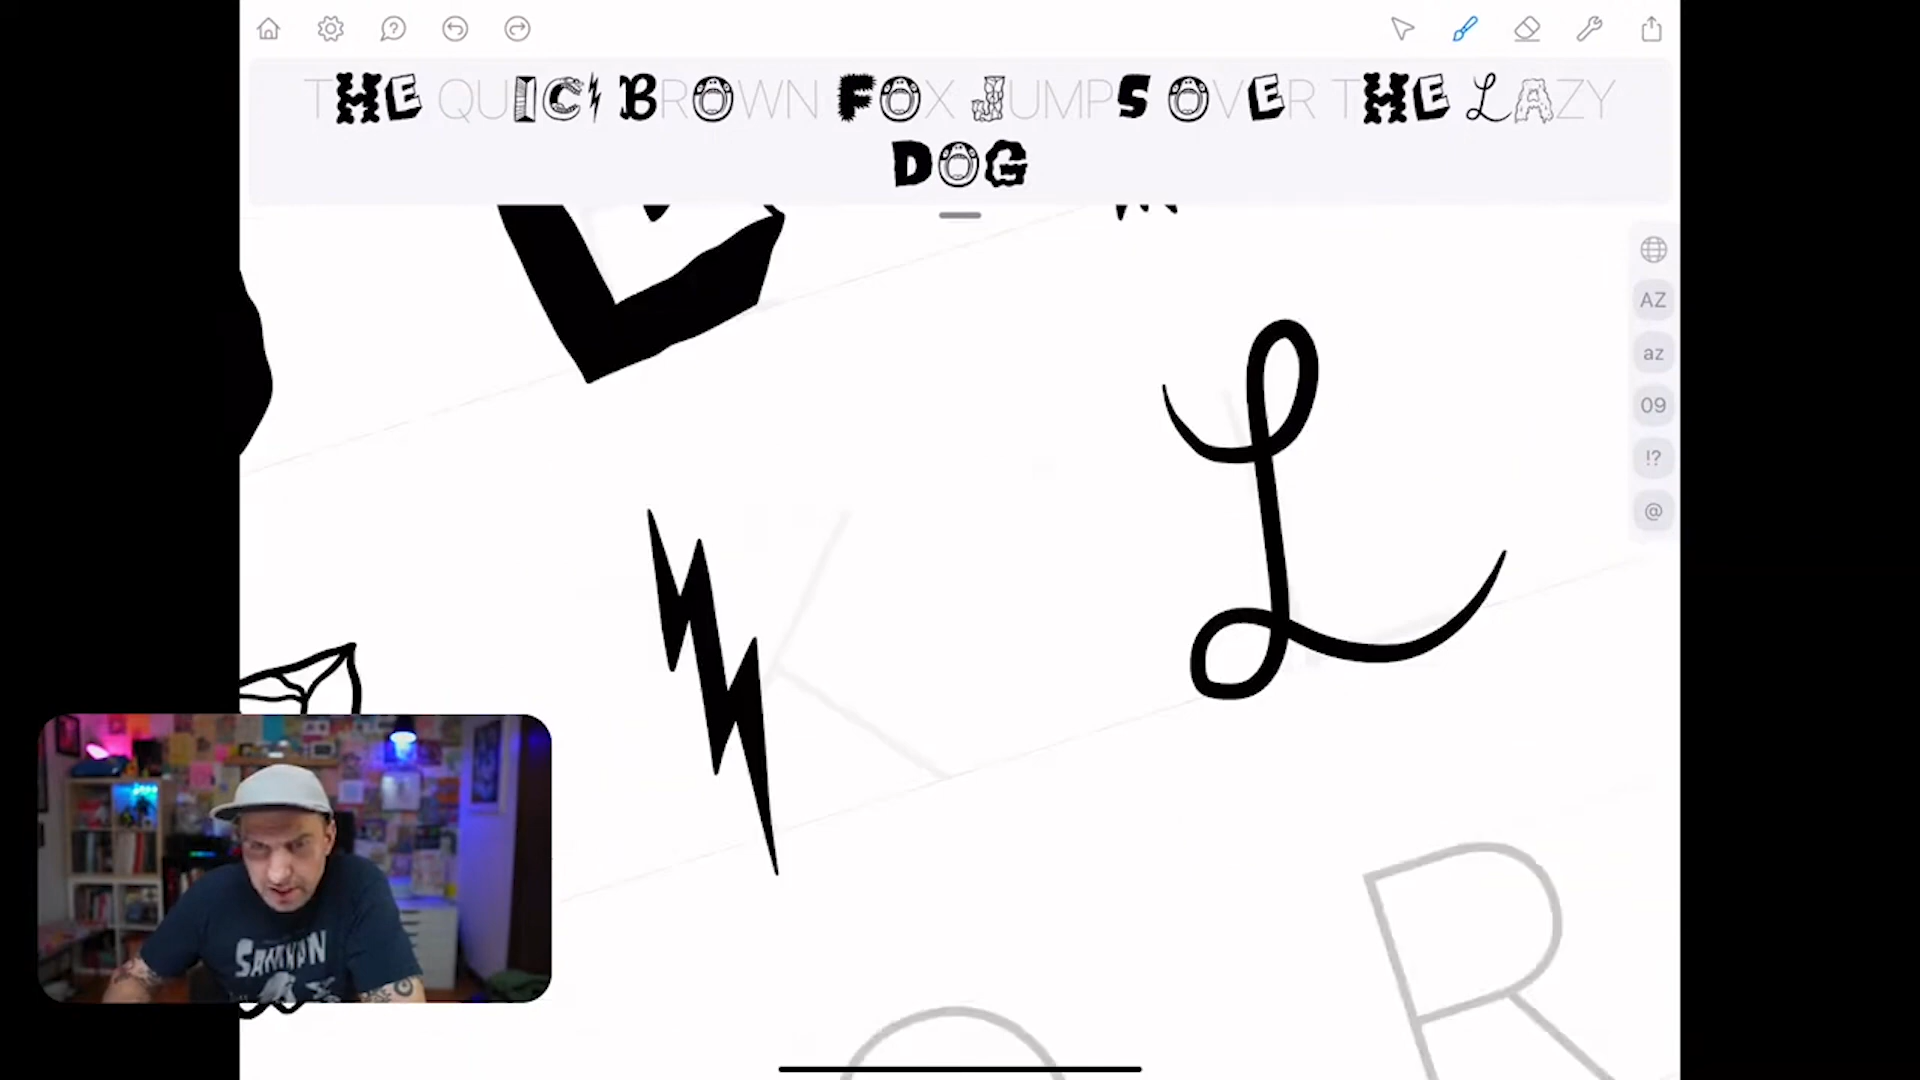 THE QUICK BROWN FOX JUMPS OVER THE LAZY
DOG
AZ
az
09
!?
@
L
K
R